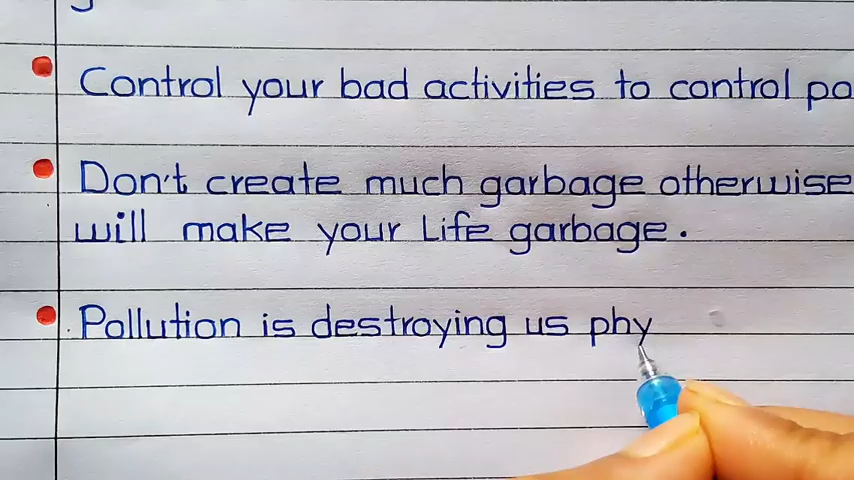 Control your bad activities to control po
Don't create much garbage otherwise
will make your Life garbage.
Pollution is destroying us phy